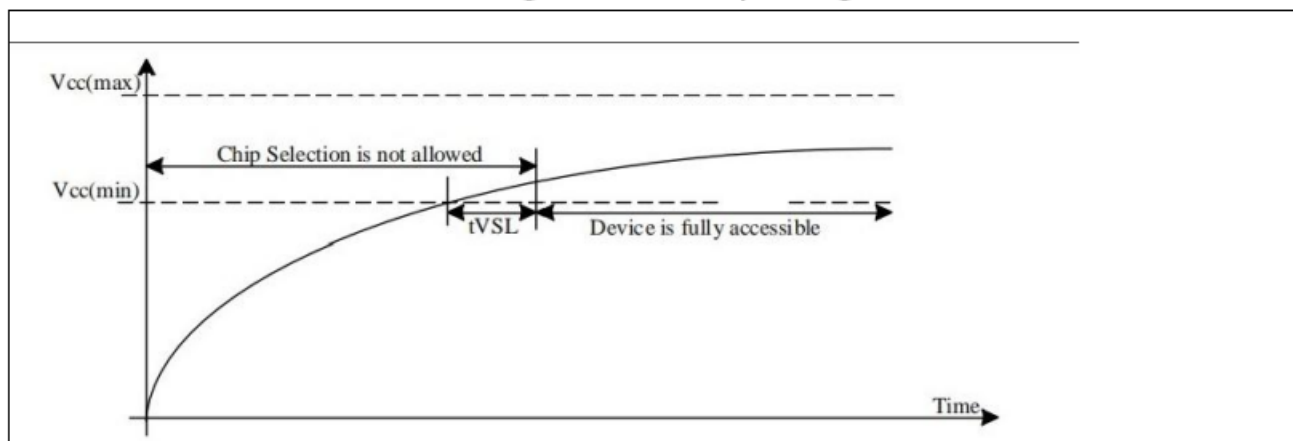 Vcc(max)
Chip Selection is not allowed
Vcc(min)
tVSL
Device is fully accessible
Time